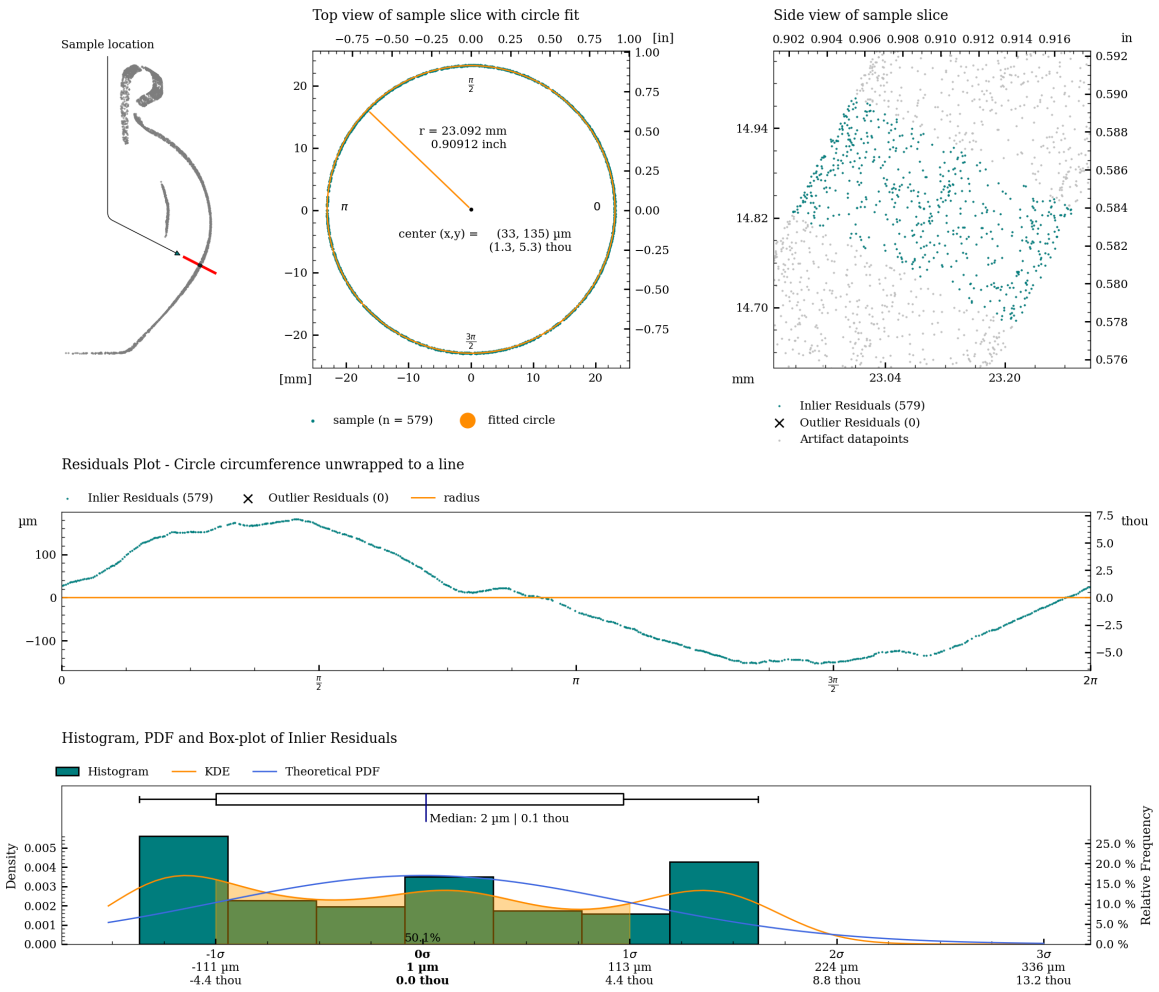 Sample location
Top view of sample slice with circle fit
−0.75 −0.50 −0.25 0.00 0.25 0.50 0.75 1.00 [in]
1.00
0.75
0.50
0.25
0.00
−0.25
−0.50
−0.75
20
10
0
−10
−20
π/2
r = 23.092 mm
0.90912 inch
π
0
center (x,y) = (33, 135) µm
(1.3, 5.3) thou
3π/2
[mm] −20 −10 0 10 20
sample (n = 579) fitted circle
Side view of sample slice
0.902 0.904 0.906 0.908 0.910 0.912 0.914 0.916 in
14.94
14.82
14.70
0.592
0.590
0.588
0.586
0.584
0.582
0.580
0.578
0.576
mm 23.04 23.20
Inlier Residuals (579)
Outlier Residuals (0)
Artifact datapoints
Residuals Plot - Circle circumference unwrapped to a line
Inlier Residuals (579) Outlier Residuals (0) radius
µm
100
0
−100
thou
7.5
5.0
2.5
0.0
−2.5
−5.0
0 π/2 π 3π/2 2π
Histogram, PDF and Box-plot of Inlier Residuals
Histogram KDE Theoretical PDF
Median: 2 µm | 0.1 thou
Density
0.005
0.004
0.003
0.002
0.001
0.000
Relative Frequency
25.0 %
20.0 %
15.0 %
10.0 %
5.0 %
0.0 %
50.1%
-1σ 0σ 1σ 2σ 3σ
-111 µm 1 µm 113 µm 224 µm 336 µm
-4.4 thou 0.0 thou 4.4 thou 8.8 thou 13.2 thou